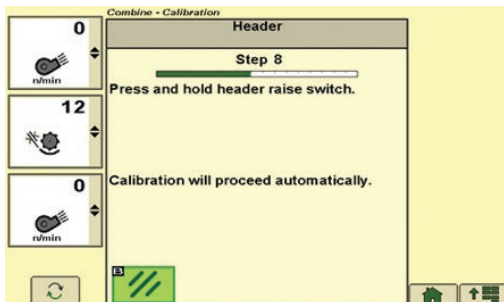 Combine - Calibration
Header
0
n/min
12
0
n/min
Step 8
Press and hold header raise switch.
Calibration will proceed automatically.
B